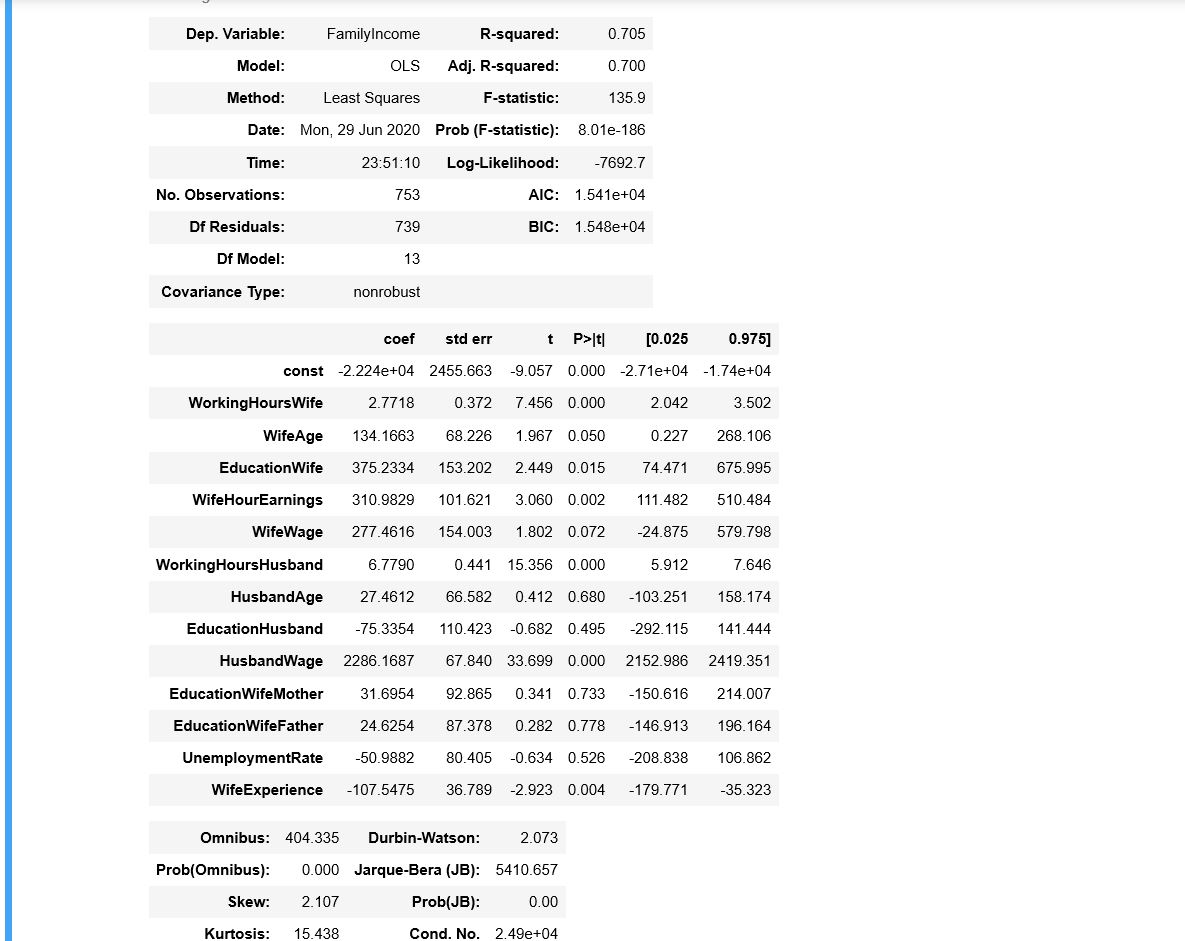 Dep. Variable: FamilyIncome R-squared: 0.705
Model: OLS Adj. R-squared: 0.700
Method: Least Squares F-statistic: 135.9
Date: Mon, 29 Jun 2020 Prob (F-statistic): 8.01e-186
Time: 23:51:10 Log-Likelihood: -7692.7
No. Observations: 753 AIC: 1.541e+04
Df Residuals: 739 BIC: 1.548e+04
Df Model: 13
Covariance Type: nonrobust
coef std err t P>|t| [0.025 0.975]
const -2.224e+04 2455.663 -9.057 0.000 -2.71e+04 -1.74e+04
WorkingHoursWife 2.7718 0.372 7.456 0.000 2.042 3.502
WifeAge 134.1663 68.226 1.967 0.050 0.227 268.106
EducationWife 375.2334 153.202 2.449 0.015 74.471 675.995
WifeHourEarnings 310.9829 101.621 3.060 0.002 111.482 510.484
WifeWage 277.4616 154.003 1.802 0.072 -24.875 579.798
WorkingHoursHusband 6.7790 0.441 15.356 0.000 5.912 7.646
HusbandAge 27.4612 66.582 0.412 0.680 -103.251 158.174
EducationHusband -75.3354 110.423 -0.682 0.495 -292.115 141.444
HusbandWage 2286.1687 67.840 33.699 0.000 2152.986 2419.351
EducationWifeMother 31.6954 92.865 0.341 0.733 -150.616 214.007
EducationWifeFather 24.6254 87.378 0.282 0.778 -146.913 196.164
UnemploymentRate -50.9882 80.405 -0.634 0.526 -208.838 106.862
WifeExperience -107.5475 36.789 -2.923 0.004 -179.771 -35.323
Omnibus: 404.335 Durbin-Watson: 2.073
Prob(Omnibus): 0.000 Jarque-Bera (JB): 5410.657
Skew: 2.107 Prob(JB): 0.00
Kurtosis: 15.438 Cond. No. 2.49e+04